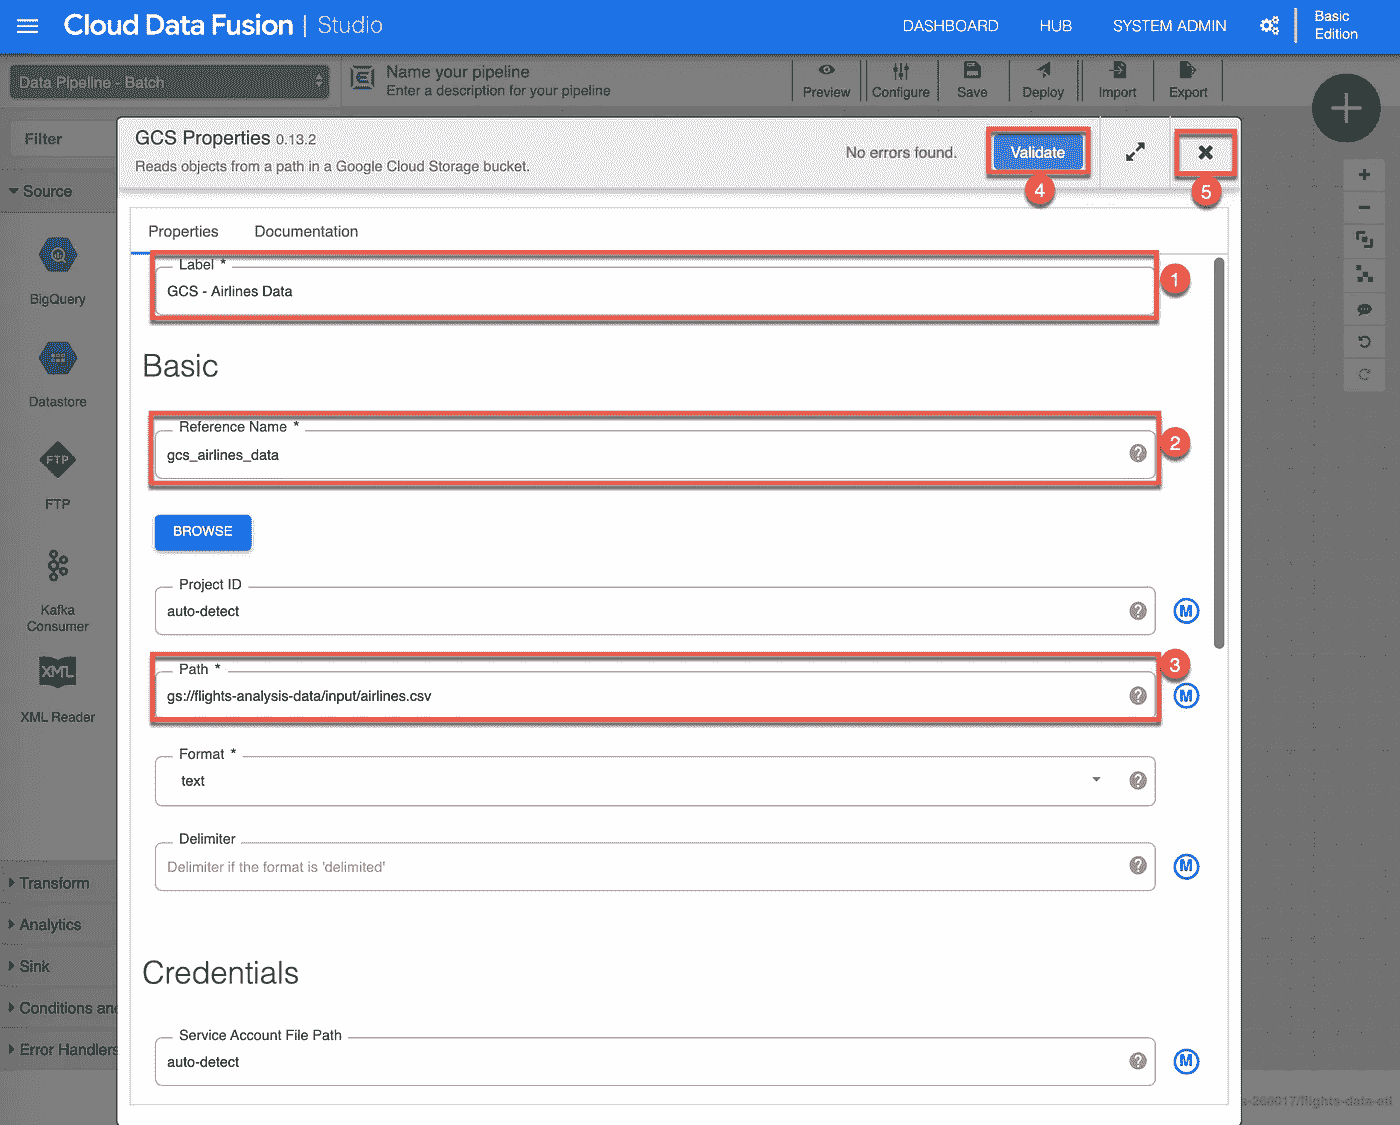 Cloud Data Fusion | Studio
DASHBOARD
HUB
SYSTEM ADMIN
Basic
Edition
Data Pipeline - Batch
Name your pipeline
Enter a description for your pipeline
Preview
Configure
Save
Deploy
Import
Export
Filter
GCS Properties 0.13.2
Reads objects from a path in a Google Cloud Storage bucket.
No errors found.
Validate
4
5
Source
BigQuery
Datastore
FTP
FTP
Kafka
Consumer
XML
XML Reader
Transform
Analytics
Sink
Conditions and
Error Handlers
Properties
Documentation
Label *
GCS - Airlines Data
1
Basic
Reference Name *
gcs_airlines_data
2
BROWSE
Project ID
auto-detect
M
Path *
gs://flights-analysis-data/input/airlines.csv
3
M
Format *
text
Delimiter
Delimiter if the format is 'delimited'
M
Credentials
Service Account File Path
auto-detect
M